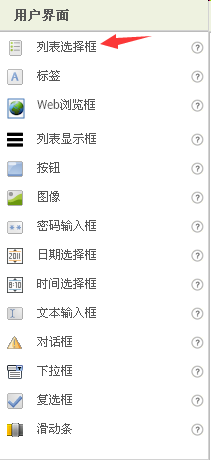 用户界面
列表选择框
标签
Web浏览框
列表显示框
按钮
图像
密码输入框
日期选择框
时间选择框
文本输入框
对话框
下拉框
复选框
滑动条